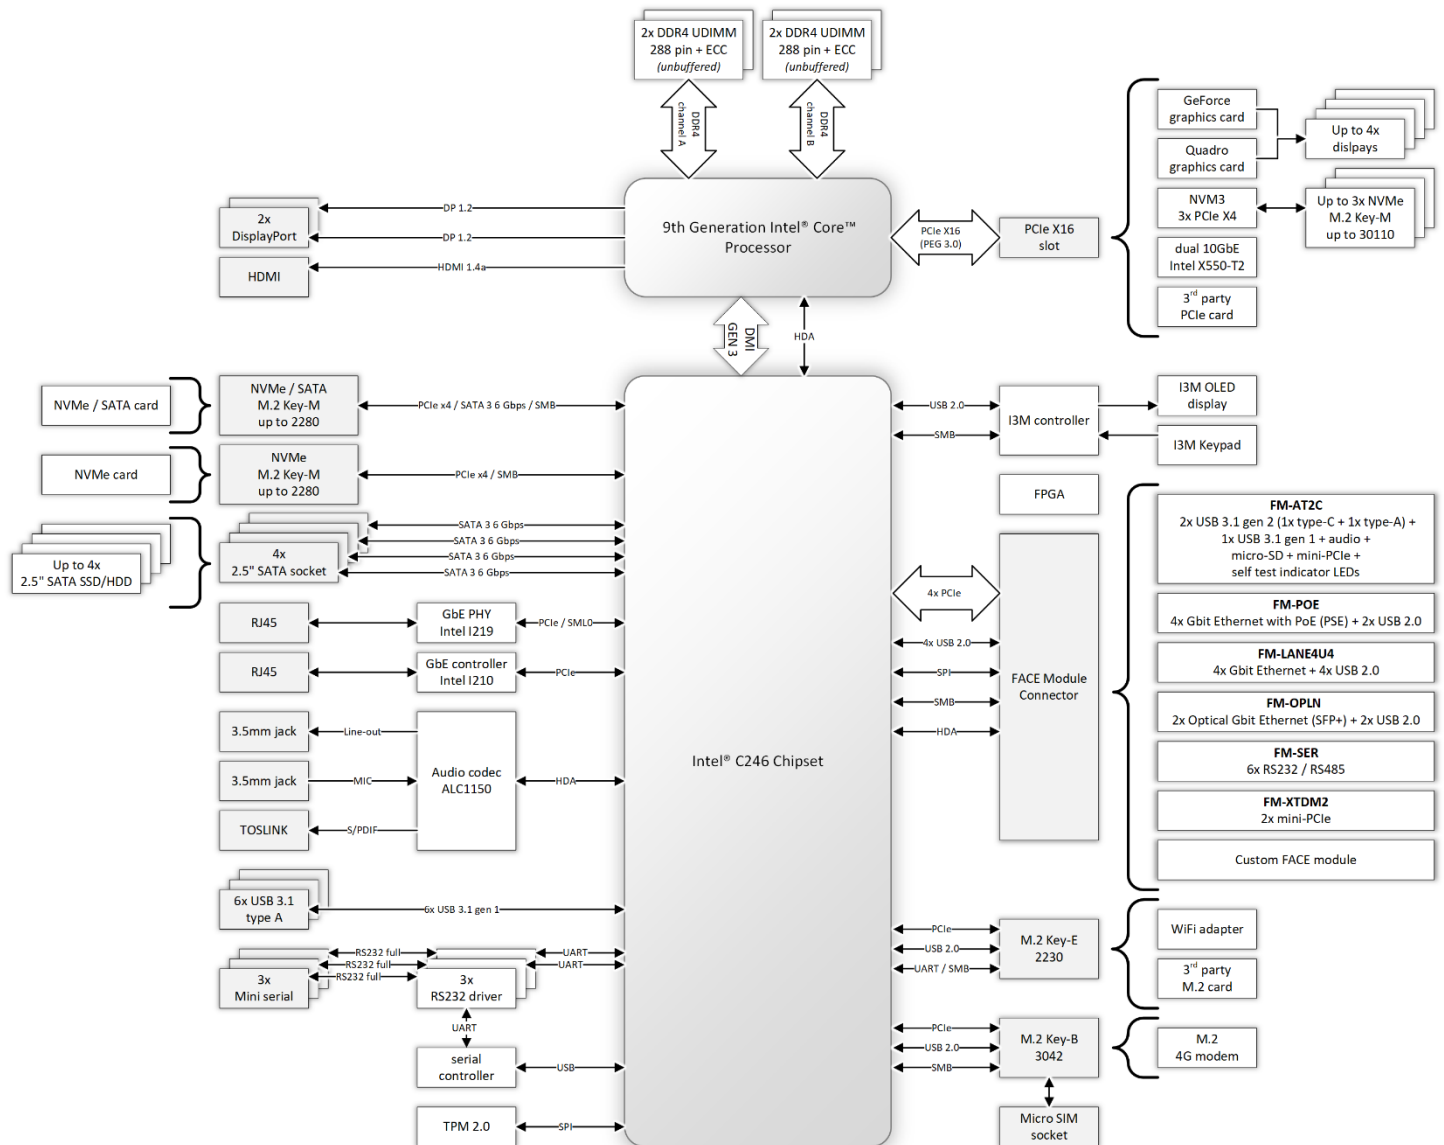 2x DDR4 UDIMM
288 pin + ECC
(unbuffered)
2x DDR4 UDIMM
288 pin + ECC
(unbuffered)
DDR4
channel A
DDR4
channel B
9th Generation Intel® Core™
Processor
2x
DisplayPort
DP 1.2
DP 1.2
HDMI
HDMI 1.4a
PCIe X16
(PEG 3.0)
PCIe X16
slot
GeForce
graphics card
Quadro
graphics card
Up to 4x
dislpays
NVM3
3x PCIe X4
Up to 3x NVMe
M.2 Key-M
up to 30110
dual 10GbE
Intel X550-T2
3rd party
PCIe card
DMI
GEN 3
HDA
Intel® C246 Chipset
NVMe / SATA card
NVMe / SATA
M.2 Key-M
up to 2280
PCIe x4 / SATA 3 6 Gbps / SMB
NVMe card
NVMe
M.2 Key-M
up to 2280
PCIe x4 / SMB
Up to 4x
2.5" SATA SSD/HDD
4x
2.5" SATA socket
SATA 3 6 Gbps
SATA 3 6 Gbps
SATA 3 6 Gbps
SATA 3 6 Gbps
RJ45
GbE PHY
Intel I219
PCIe / SML0
RJ45
GbE controller
Intel I210
PCIe
3.5mm jack
Line-out
3.5mm jack
MIC
TOSLINK
S/PDIF
Audio codec
ALC1150
HDA
6x USB 3.1
type A
6x USB 3.1 gen 1
3x
Mini serial
RS232 full
RS232 full
RS232 full
3x
RS232 driver
UART
UART
UART
serial
controller
USB
TPM 2.0
SPI
USB 2.0
SMB
I3M controller
I3M OLED
display
I3M Keypad
FPGA
4x PCIe
4x USB 2.0
SPI
SMB
HDA
FACE Module
Connector
FM-AT2C
2x USB 3.1 gen 2 (1x type-C + 1x type-A) +
1x USB 3.1 gen 1 + audio +
micro-SD + mini-PCIe +
self test indicator LEDs
FM-POE
4x Gbit Ethernet with PoE (PSE) + 2x USB 2.0
FM-LANE4U4
4x Gbit Ethernet + 4x USB 2.0
FM-OPLN
2x Optical Gbit Ethernet (SFP+) + 2x USB 2.0
FM-SER
6x RS232 / RS485
FM-XTDM2
2x mini-PCIe
Custom FACE module
PCIe
USB 2.0
UART / SMB
M.2 Key-E
2230
WiFi adapter
3rd party
M.2 card
PCIe
USB 2.0
SMB
M.2 Key-B
3042
M.2
4G modem
Micro SIM
socket